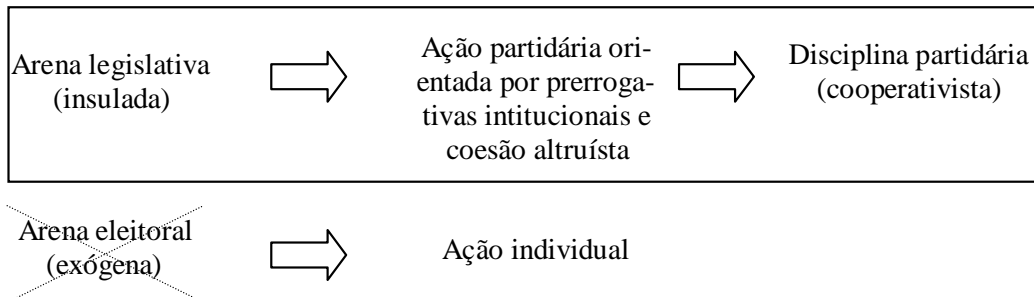 Arena legislativa
(insulada)
Ação partidária ori-
entada por prerroga-
tivas intitucionais e
coesão altruísta
Disciplina partidária
(cooperativista)
Arena eleitoral
(exógena)
Ação individual